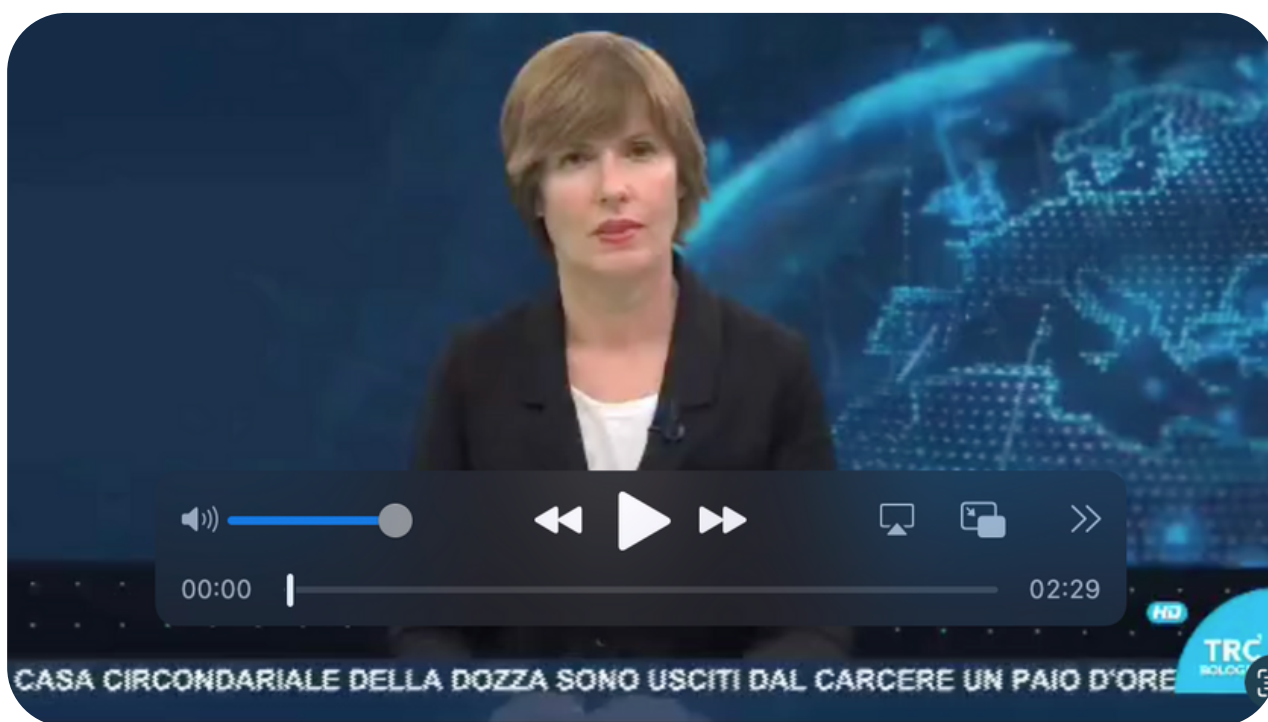 00:00
02:29
HD
TRC
CASA CIRCONDARIALE DELLA DOZZA SONO USCITI DAL CARCERE UN PAIO D'ORE